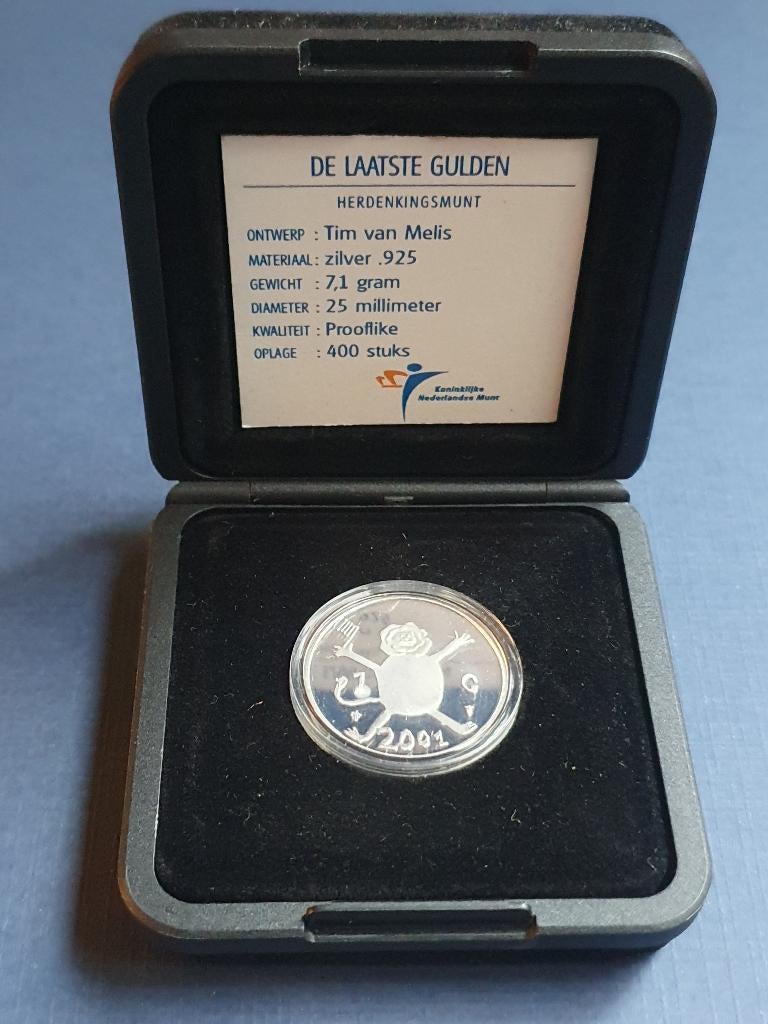 DE LAATSTE GULDEN
HERDENKINGSMUNT
ONTWERP : Tim van Melis
MATERIAAL : zilver .925
GEWICHT : 7,1 gram
DIAMETER : 25 millimeter
KWALITEIT : Prooflike
OPLAGE : 400 stuks
Koninklijke
Nederlandse Munt
1 G
2001